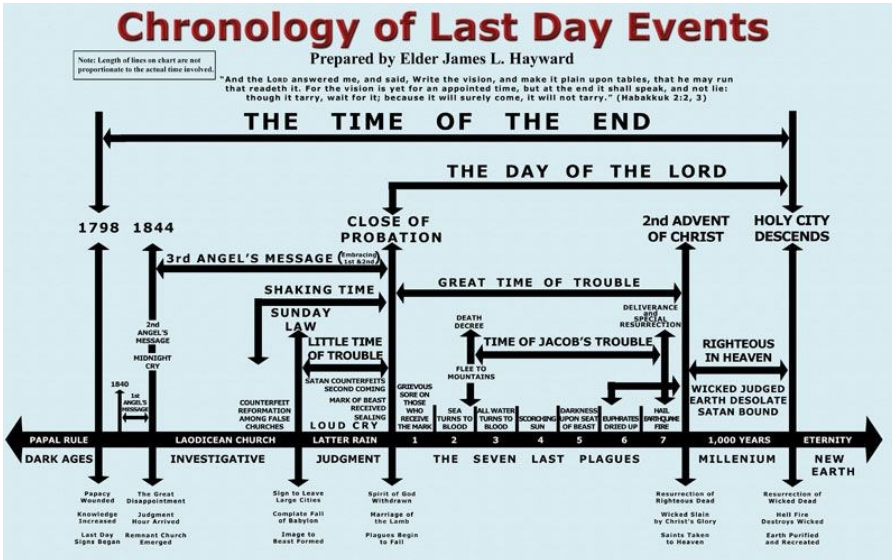 Chronology of Last Day Events
Prepared by Elder James L. Hayward
Note: Length of lines on chart are not
proportionate to the actual time involved.
"And the LORD answered me, and said, Write the vision, and make it plain upon tables, that he may run
that readeth it. For the vision is yet for an appointed time, but at the end it shall speak, and not lie:
though it tarry, wait for it; because it will surely come, it will not tarry." (Habakkuk 2:2, 3)
THE TIME OF THE END
THE DAY OF THE LORD
1798
1844
CLOSE OF
PROBATION
2nd ADVENT
OF CHRIST
HOLY CITY
DESCENDS
3rd ANGEL'S MESSAGE (Embracing
1st & 2nd)
GREAT TIME OF TROUBLE
SHAKING TIME
SUNDAY
LAW
DEATH
DECREE
DELIVERANCE
and
SPECIAL
RESURRECTION
2nd
ANGEL'S
MESSAGE
MIDNIGHT
CRY
LITTLE TIME
OF TROUBLE
TIME OF JACOB'S TROUBLE
RIGHTEOUS
IN HEAVEN
FLEE TO
MOUNTAINS
1840
1st
ANGEL'S
MESSAGE
SATAN COUNTERFEITS
SECOND COMING
MARK OF BEAST
RECEIVED
SEALING
LOUD CRY
COUNTERFEIT
REFORMATION
AMONG FALSE
CHURCHES
GRIEVOUS
SORE ON
THOSE
WHO
RECEIVE
THE MARK
SEA
TURNS TO
BLOOD
ALL WATER
TURNS TO
BLOOD
SCORCHING
SUN
DARKNESS
UPON SEAT
OF BEAST
EUPHRATES
DRIED UP
HAIL
EARTHQUAKE
FIRE
WICKED JUDGED
EARTH DESOLATE
SATAN BOUND
PAPAL RULE
LAODICEAN CHURCH
LATTER RAIN
1 2 3 4 5 6 7
1,000 YEARS
ETERNITY
DARK AGES
INVESTIGATIVE
JUDGMENT
THE SEVEN LAST PLAGUES
MILLENIUM
NEW
EARTH
Papacy
Wounded
Knowledge
Increased
Last Day
Signs Began
The Great
Disappointment
Judgment
Hour Arrived
Remnant Church
Emerged
Sign to Leave
Large Cities
Complate Fall
of Babylon
Image to
Beast Formed
Spirit of God
Withdrawn
Marriage of
the Lamb
Plagues Begin
to Fall
Resurrection of
Righteous Dead
Wicked Slain
by Christ's Glory
Saints Taken
to Heaven
Resurrection of
Wicked Dead
Hell Fire
Destroys Wicked
Earth Purified
and Recreated